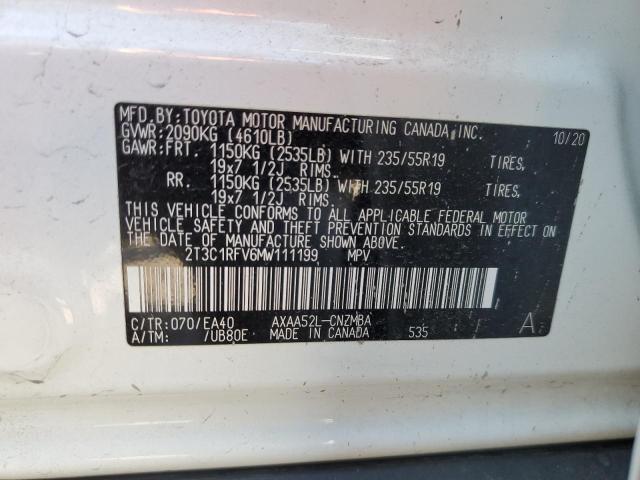 MFD.BY:TOYOTA MOTOR MANUFACTURING CANADA,INC. 10/20
GVWR:2090KG (4610LB)
GAWR:FRT. 1150KG (2535LB) WITH 235/55R19 TIRES,
19x7 1/2J RIMS.
RR. 1150KG (2535LB) WITH 235/55R19 TIRES,
19x7 1/2J RIMS.
THIS VEHICLE CONFORMS TO ALL APPLICABLE FEDERAL MOTOR
VEHICLE SAFETY AND THEFT PREVENTION STANDARDS IN EFFECT ON
THE DATE OF MANUFACTURE SHOWN ABOVE.
2T3C1RFV6MW111199 MPV
C/TR:070/EA40 AXAA52L-CNZMBA A
A/TM: /UB80E MADE IN CANADA 535